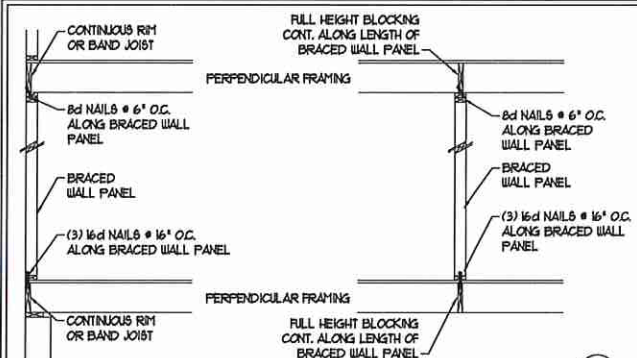 CONTINUOUS RIM
OR BAND JOIST
PERPENDICULAR FRAMING
8d NAILS @ 6" O.C.
ALONG BRACED WALL
PANEL
BRACED
WALL PANEL
(3) 16d NAILS @ 16" O.C.
ALONG BRACED WALL PANEL
PERPENDICULAR FRAMING
CONTINUOUS RIM
OR BAND JOIST
FULL HEIGHT BLOCKING
CONT. ALONG LENGTH OF
BRACED WALL PANEL
8d NAILS @ 6" O.C.
ALONG BRACED WALL
PANEL
BRACED
WALL PANEL
(3) 16d NAILS @ 16" O.C.
ALONG BRACED WALL
PANEL
FULL HEIGHT BLOCKING
CONT. ALONG LENGTH OF
BRACED WALL PANEL